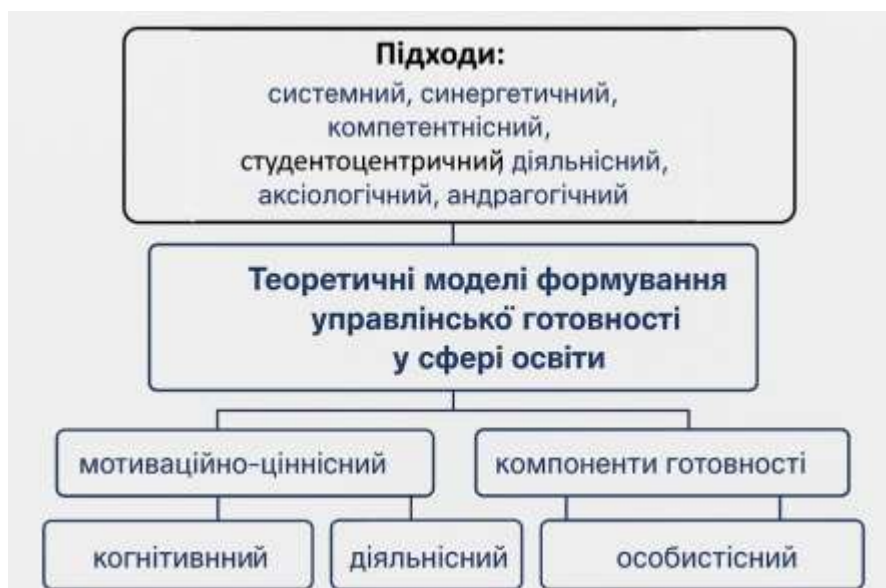 Підходи:
системний, синергетичний,
компетентнісний,
студентоцентричний діяльнісний,
аксіологічний, андрагогічний
Теоретичні моделі формування
управлінської готовності
у сфері освіти
мотиваційно-ціннісний
компоненти готовності
когнітивнний
діяльнісний
особистісний